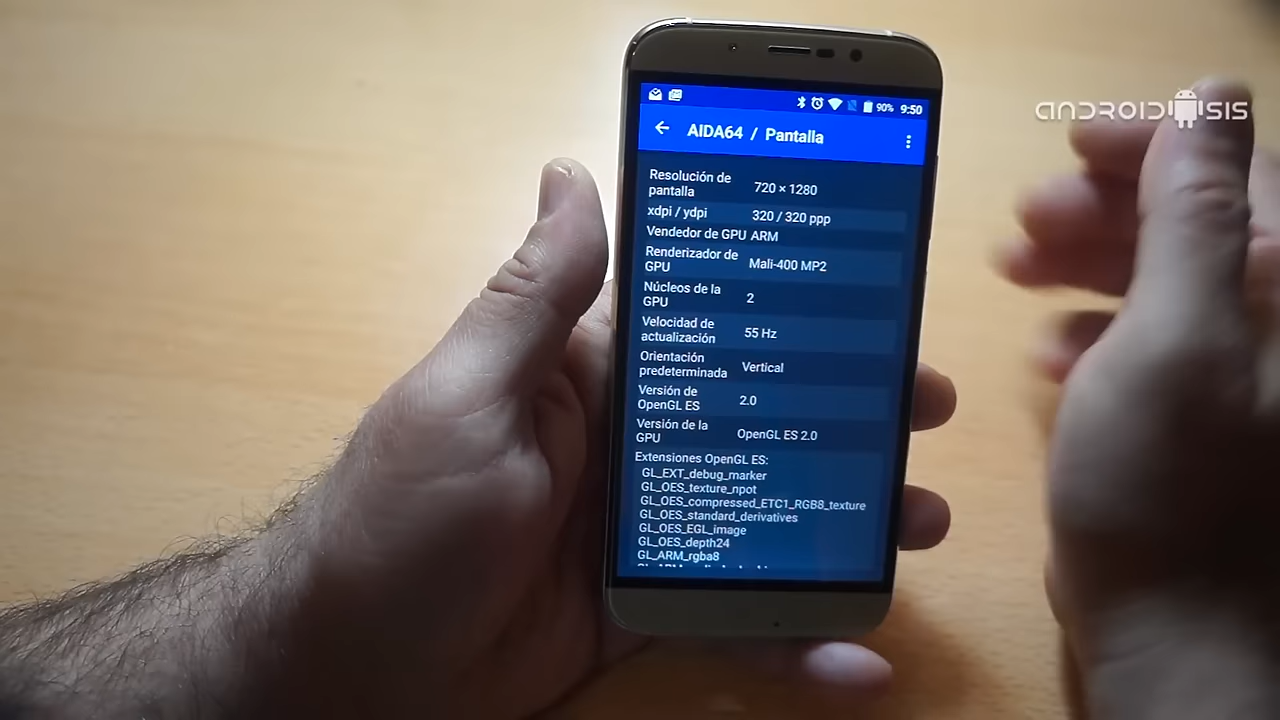 ANDROIDSIS
90% 9:50
AIDA64 / Pantalla
Resolución de
pantalla
720 × 1280
xdpi / ydpi 320 / 320 ppp
Vendedor de GPU ARM
Renderizador de
GPU
Mali-400 MP2
Núcleos de la
GPU
2
Velocidad de
actualización
55 Hz
Orientación
predeterminada
Vertical
Versión de
OpenGL ES
2.0
Versión de la
GPU
OpenGL ES 2.0
Extensiones OpenGL ES:
GL_EXT_debug_marker
GL_OES_texture_npot
GL_OES_compressed_ETC1_RGB8_texture
GL_OES_standard_derivatives
GL_OES_EGL_image
GL_OES_depth24
GL_ARM_rgba8